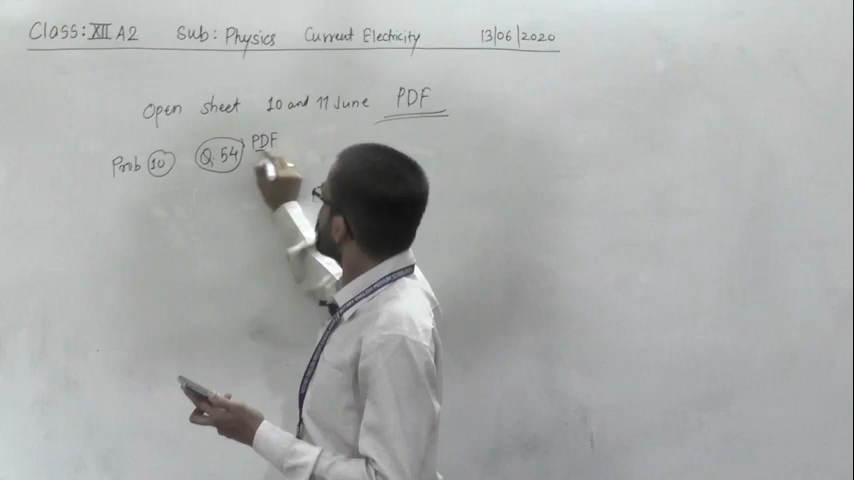 Class: XII A2 Sub: Physics Current Electricity 13/06/2020
Open sheet 10 and 11 June PDF
Prob 10 Q. 54 PDF